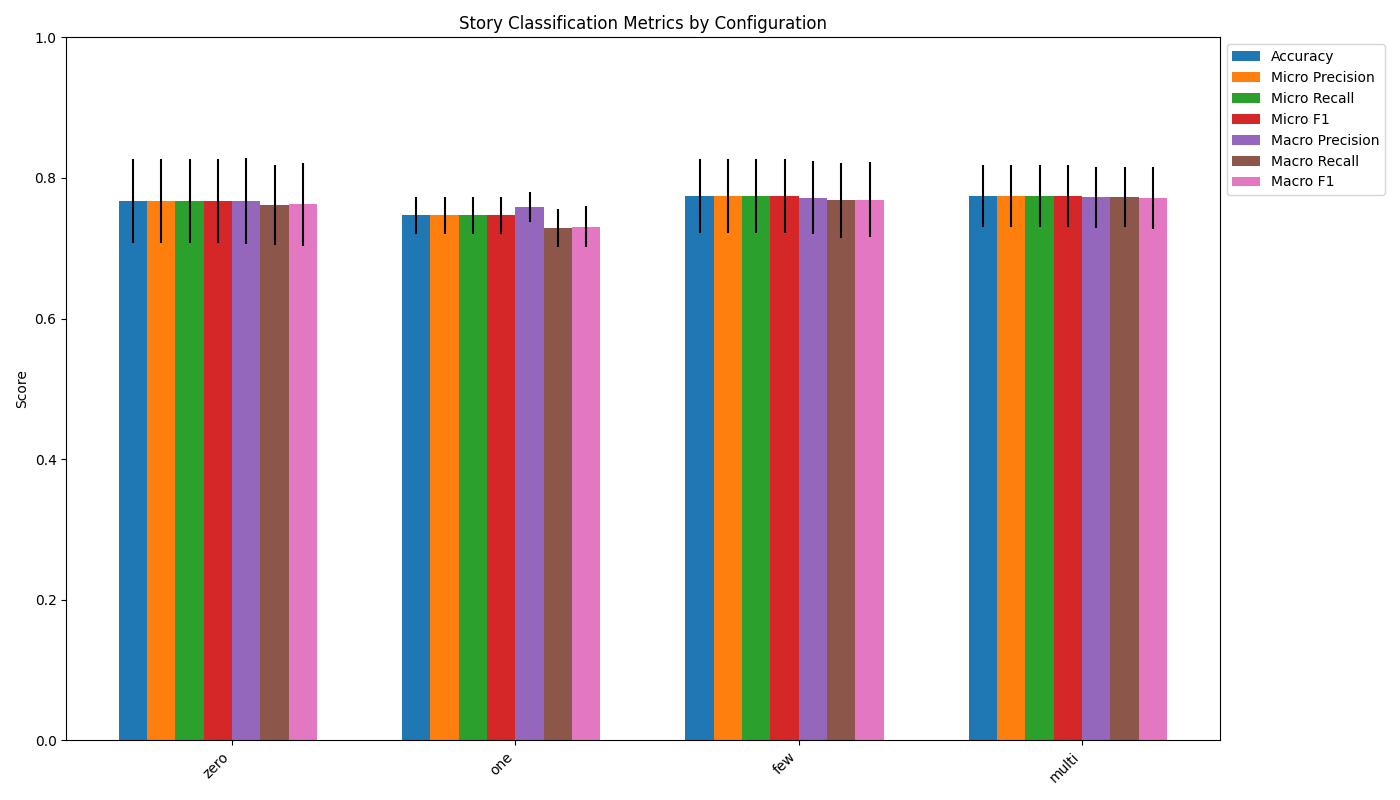 Story Classification Metrics by Configuration
1.0
0.8
0.6
0.4
0.2
0.0
Score
zero
one
few
multi
Accuracy
Micro Precision
Micro Recall
Micro F1
Macro Precision
Macro Recall
Macro F1